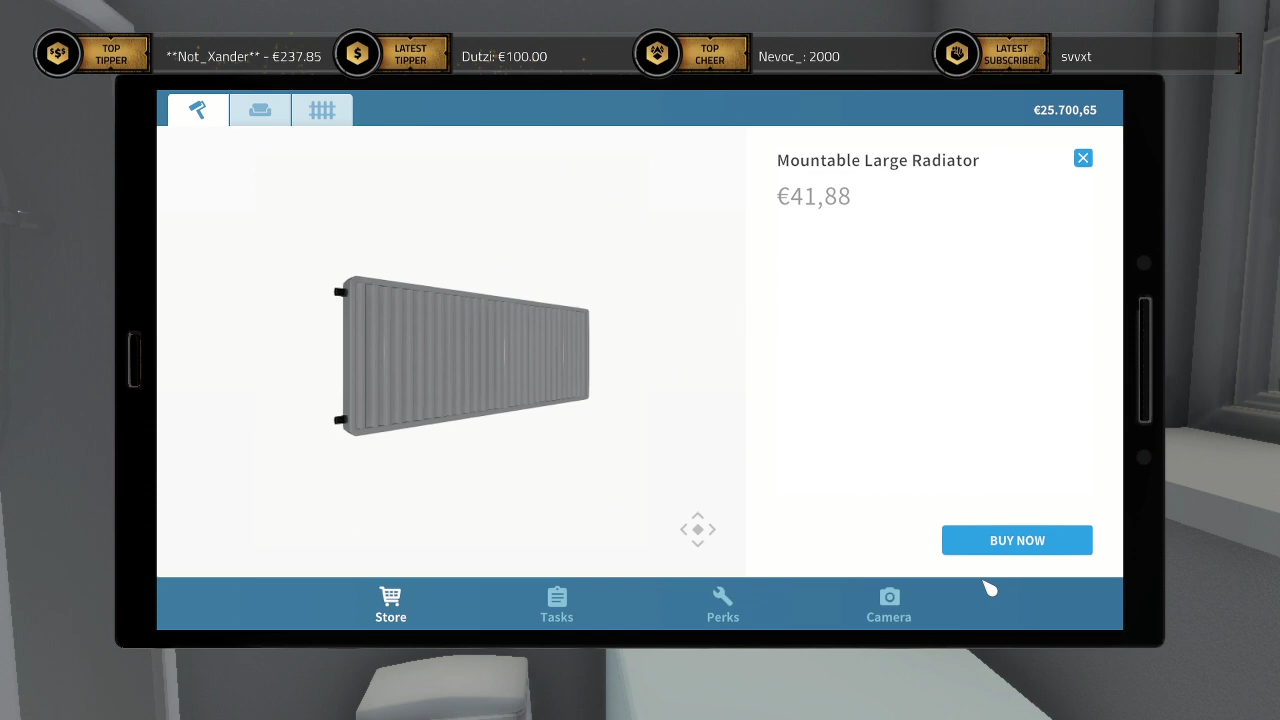 TOP
TIPPER
**Not_Xander** - €237.85
LATEST
TIPPER
Dutzi: €100.00
TOP
CHEER
Nevoc_: 2000
LATEST
SUBSCRIBER
svvxt
€25.700,65
Mountable Large Radiator
€41,88
BUY NOW
Store
Tasks
Perks
Camera